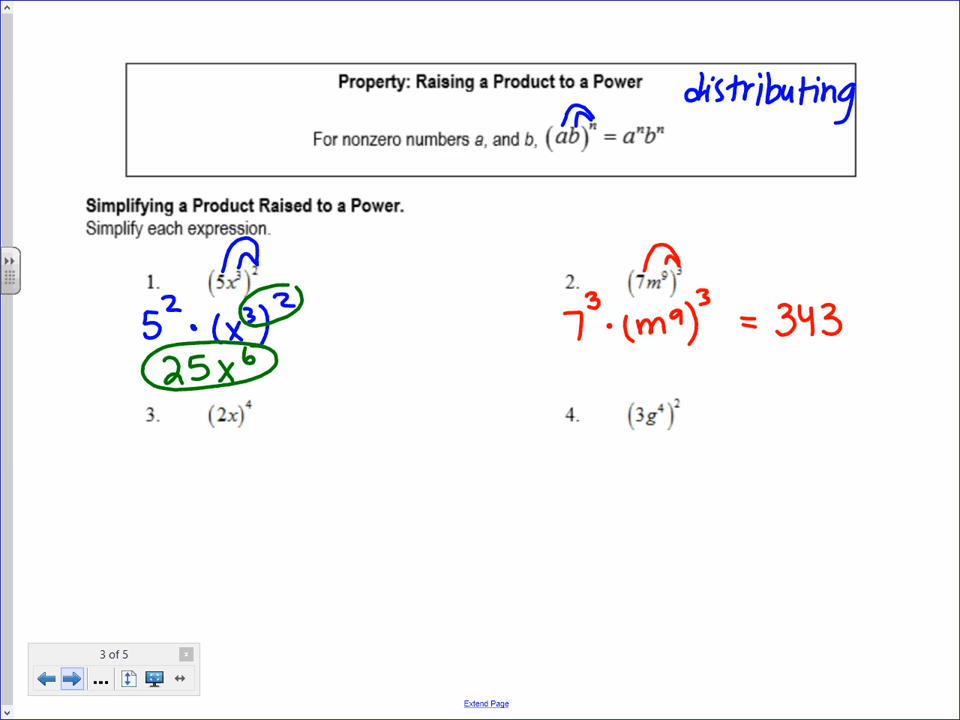 Property: Raising a Product to a Power
distributing
For nonzero numbers a, and b, (ab)ⁿ = aⁿbⁿ
Simplifying a Product Raised to a Power.
Simplify each expression.
1. (5x³)²
5² · (x³)²
25x⁶
2. (7m⁹)³
7³ · (m⁹)³ = 343
3. (2x)⁴
4. (3g⁴)²
3 of 5
Extend Page